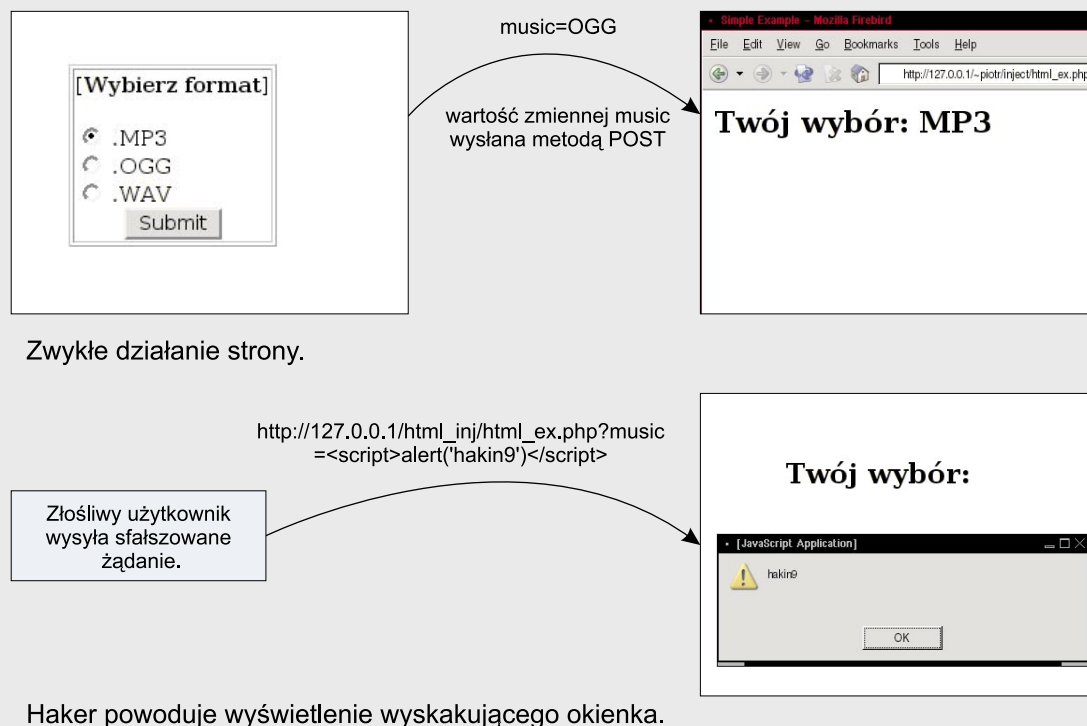 [Wybierz format]
.MP3
.OGG
.WAV
Submit
music=OGG
wartość zmiennej music
wysłana metodą POST
Simple Example - Mozilla Firebird
File Edit View Go Bookmarks Tools Help
http://127.0.0.1/~piotr/inject/html_ex.php
Twój wybór: MP3
Zwykłe działanie strony.
Złośliwy użytkownik
wysyła sfałszowane
żądanie.
http://127.0.0.1/html_inj/html_ex.php?music
=<script>alert('hakin9')</script>
Twój wybór:
[JavaScript Application]
hakin9
OK
Haker powoduje wyświetlenie wyskakującego okienka.